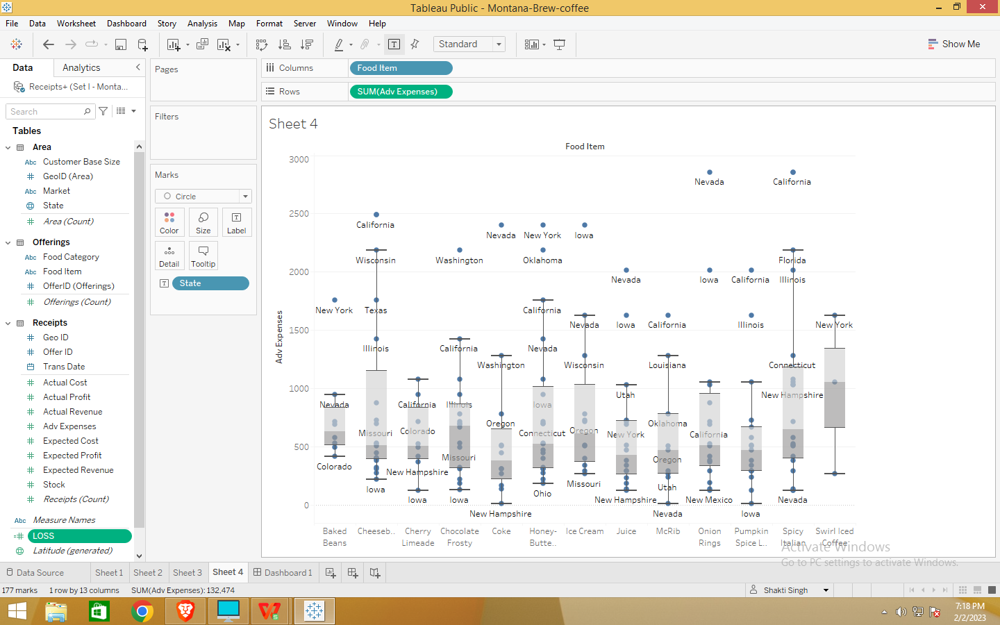 Tableau Public - Montana-Brew-coffee
File Data Worksheet Dashboard Story Analysis Map Format Server Window Help
Standard
Show Me
Data Analytics
Receipts+ (Set I - Monta...
Search
Tables
Area
Abc Customer Base Size
GeoID (Area)
Abc Market
State
Area (Count)
Offerings
Abc Food Category
Abc Food Item
OfferID (Offerings)
Offerings (Count)
Receipts
Geo ID
Offer ID
Trans Date
Actual Cost
Actual Profit
Actual Revenue
Adv Expenses
Expected Cost
Expected Profit
Expected Revenue
Stock
Receipts (Count)
Abc Measure Names
LOSS
Latitude (generated)
Pages
Filters
Marks
Circle
Color Size Label
Detail Tooltip
State
Columns Food Item
Rows SUM(Adv Expenses)
Sheet 4
Food Item
Adv Expenses
3000
2500
2000
1500
1000
500
0
Nevada California
California
Nevada New York Iowa
Wisconsin Washington Oklahoma Florida
Nevada Iowa California Illinois
New York Texas California
Nevada Iowa California Illinois New York
Illinois California Nevada
Washington Wisconsin Louisiana Connecticut
Utah New Hampshire
Nevada California Illinois Iowa
Oregon Oklahoma
Missouri Colorado Connecticut Oregon New York California
Missouri Oregon
Colorado New Hampshire
Iowa Ohio Missouri Utah
Iowa Iowa New Hampshire New Mexico Nevada
New Hampshire Nevada Iowa
Baked Beans
Cheeseb..
Cherry Limeade
Chocolate Frosty
Coke
Honey-Butte..
Ice Cream
Juice
McRib
Onion Rings
Pumpkin Spice L..
Spicy Italian
Swirl Iced Coffee
Activate Windows
Go to PC settings to activate Windows.
Data Source Sheet 1 Sheet 2 Sheet 3 Sheet 4 Dashboard 1
177 marks 1 row by 13 columns SUM(Adv Expenses): 132,474
Shakti Singh
7:18 PM
2/2/2023